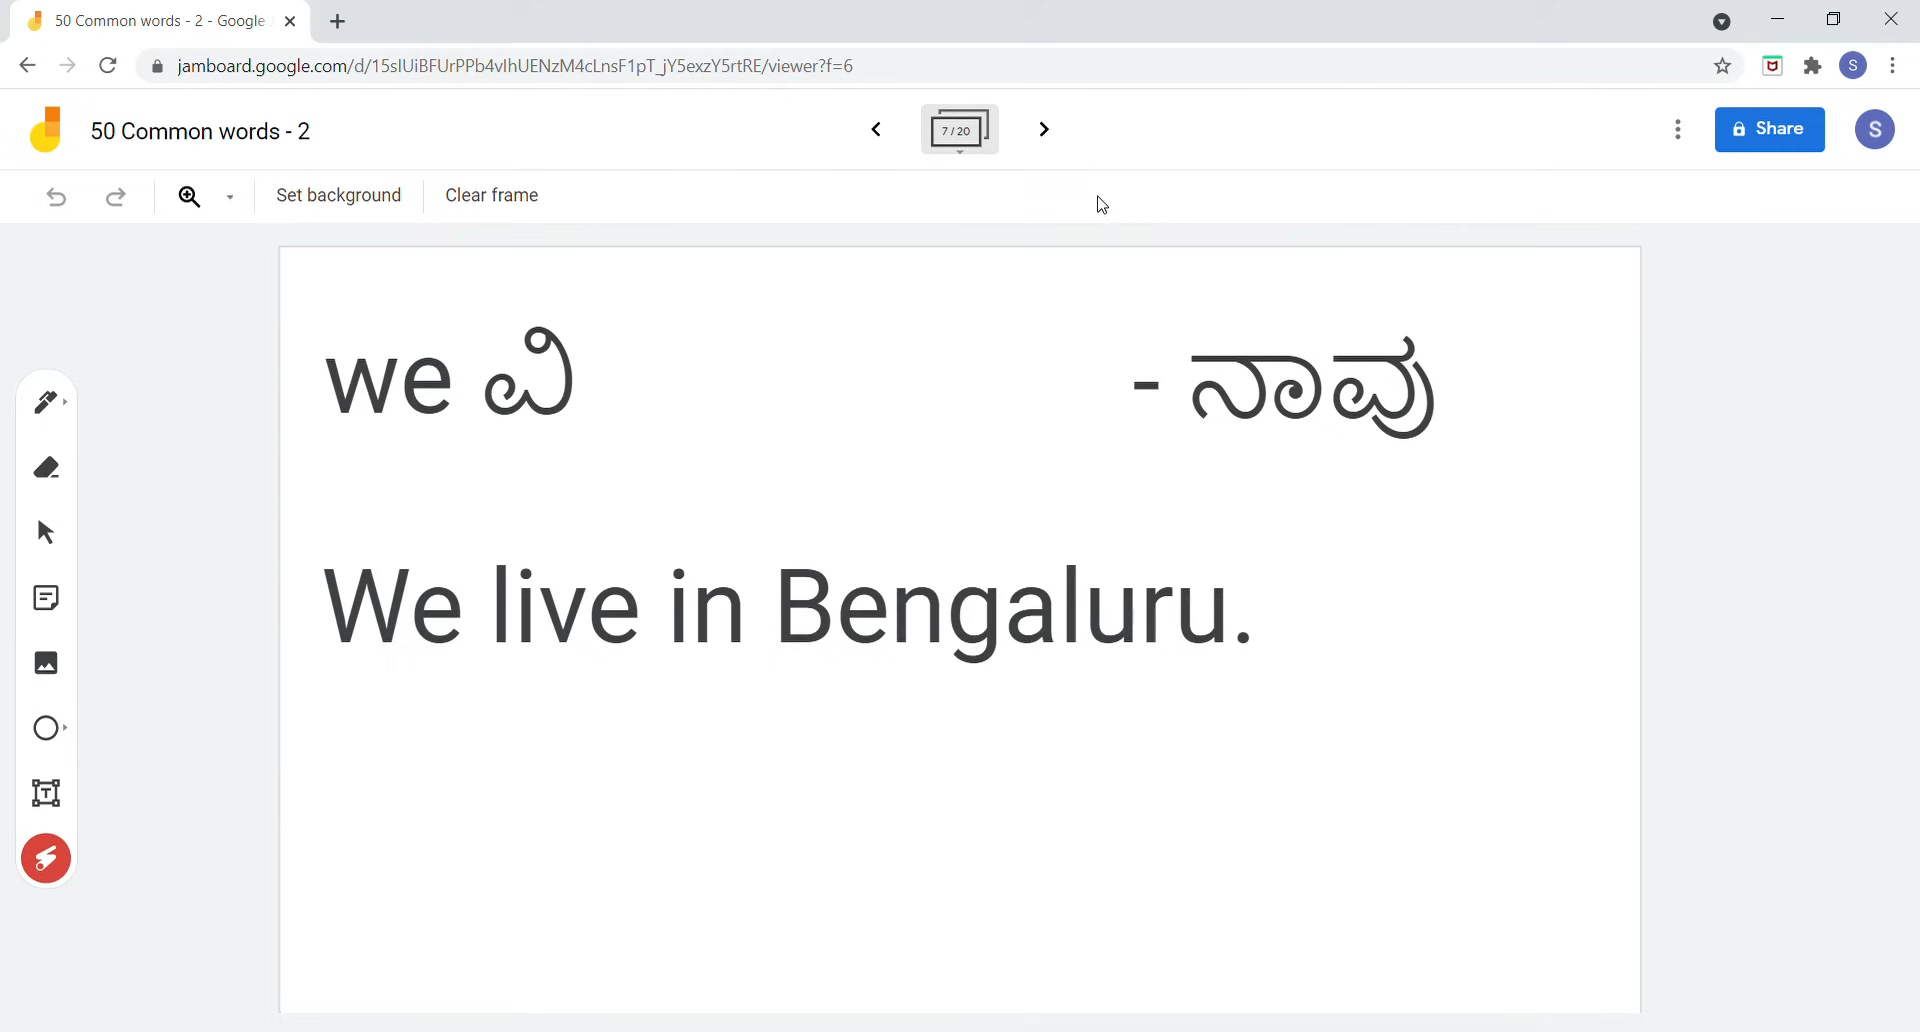 50 Common words - 2 - Google
jamboard.google.com/d/15slUiBFUrPPb4vlhUENzM4cLnsF1pT_jY5exzY5rtRE/viewer?f=6
S
50 Common words - 2
7 / 20
Share
S
Set background
Clear frame
we ವಿ - ನಾವು
We live in Bengaluru.